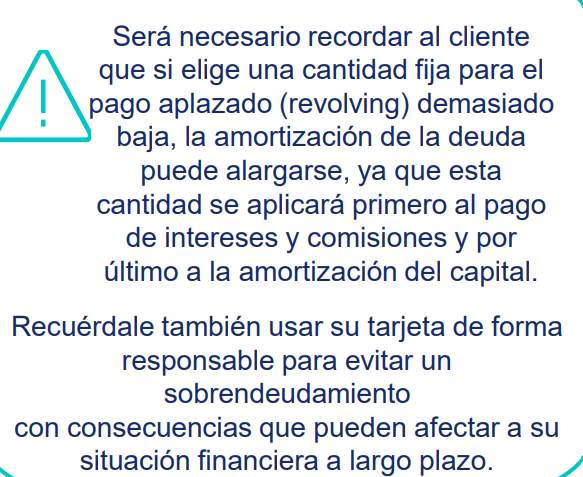 Será necesario recordar al cliente
que si elige una cantidad fija para el
pago aplazado (revolving) demasiado
baja, la amortización de la deuda
puede alargarse, ya que esta
cantidad se aplicará primero al pago
de intereses y comisiones y por
último a la amortización del capital.
Recuérdale también usar su tarjeta de forma
responsable para evitar un
sobrendeudamiento
con consecuencias que pueden afectar a su
situación financiera a largo plazo.